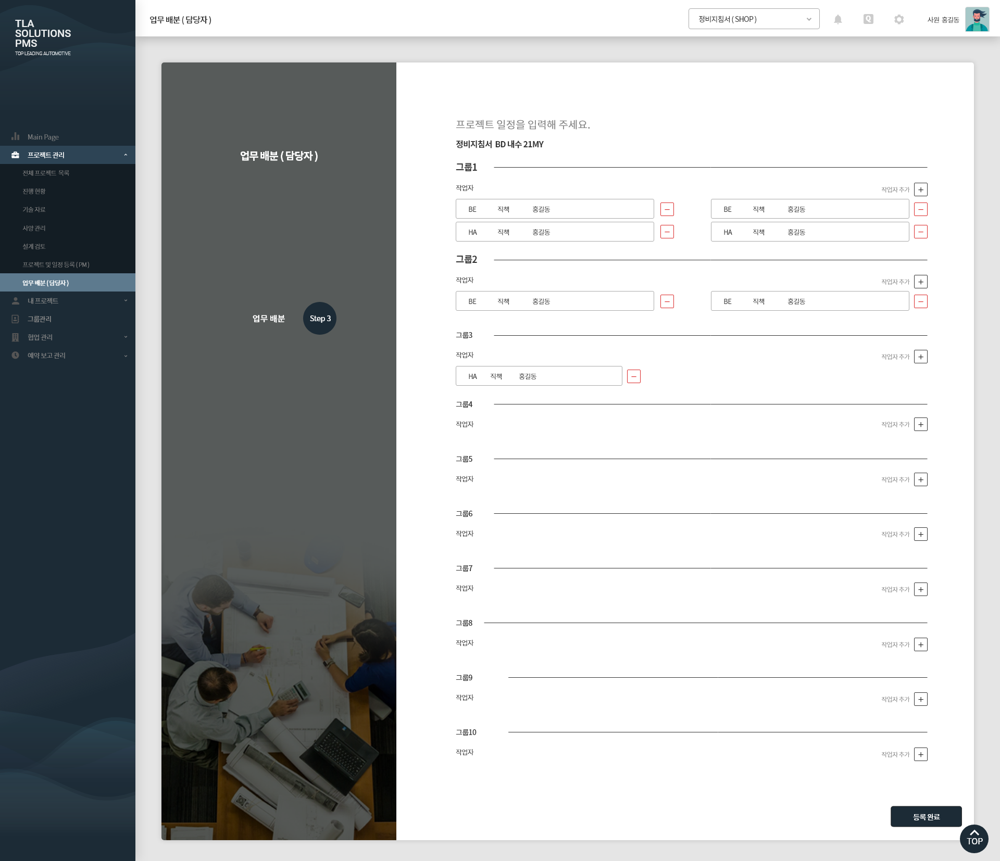 TLA
SOLUTIONS
PMS
TOP LEADING AUTOMOTIVE
업무 배분 ( 담당자 )
정비지침서 ( SHOP )
Q
사원 홍길동
Main Page
프로젝트 관리
전체 프로젝트 목록
진행 현황
기술 자료
사양 관리
설계 검토
프로젝트 및 일정 등록 ( PM )
업무 배분 ( 담당자 )
내 프로젝트
그룹관리
협업 관리
예약 보고 관리
업무 배분 ( 담당자 )
업무 배분
Step 3
프로젝트 일정을 입력해 주세요.
정비지침서 BD 내수 21MY
그룹1
작업자
작업자 추가 +
BE 직책 홍길동 −
BE 직책 홍길동 −
HA 직책 홍길동 −
HA 직책 홍길동 −
그룹2
작업자
작업자 추가 +
BE 직책 홍길동 −
BE 직책 홍길동 −
그룹3
작업자
작업자 추가 +
HA 직책 홍길동 −
그룹4
작업자
작업자 추가 +
그룹5
작업자
작업자 추가 +
그룹6
작업자
작업자 추가 +
그룹7
작업자
작업자 추가 +
그룹8
작업자
작업자 추가 +
그룹9
작업자
작업자 추가 +
그룹10
작업자
작업자 추가 +
등록 완료
TOP